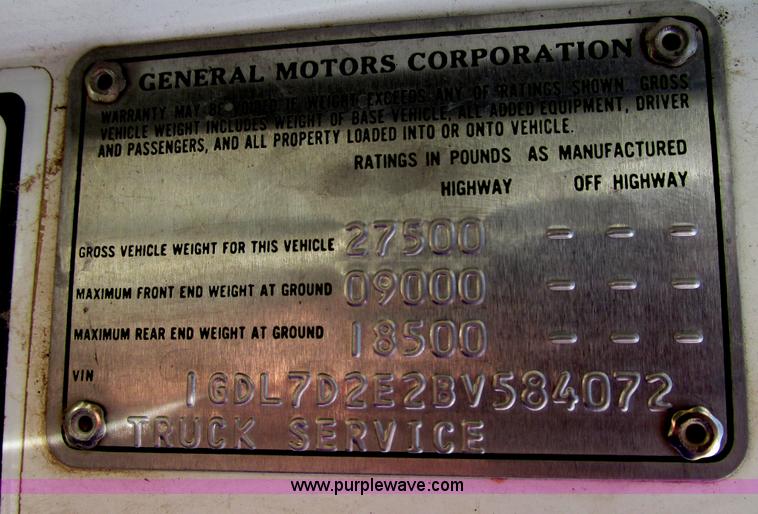 GENERAL MOTORS CORPORATION
WARRANTY MAY BE VOIDED IF WEIGHT EXCEEDS ANY OF RATINGS SHOWN. GROSS
VEHICLE WEIGHT INCLUDES WEIGHT OF BASE VEHICLE, ALL ADDED EQUIPMENT, DRIVER
AND PASSENGERS, AND ALL PROPERTY LOADED INTO OR ONTO VEHICLE.
RATINGS IN POUNDS AS MANUFACTURED
HIGHWAY OFF HIGHWAY
GROSS VEHICLE WEIGHT FOR THIS VEHICLE 27500 - - -
MAXIMUM FRONT END WEIGHT AT GROUND 09000 - - -
MAXIMUM REAR END WEIGHT AT GROUND 18500 - - -
VIN 1GDL7D2E2BV584072
TRUCK SERVICE
www.purplewave.com